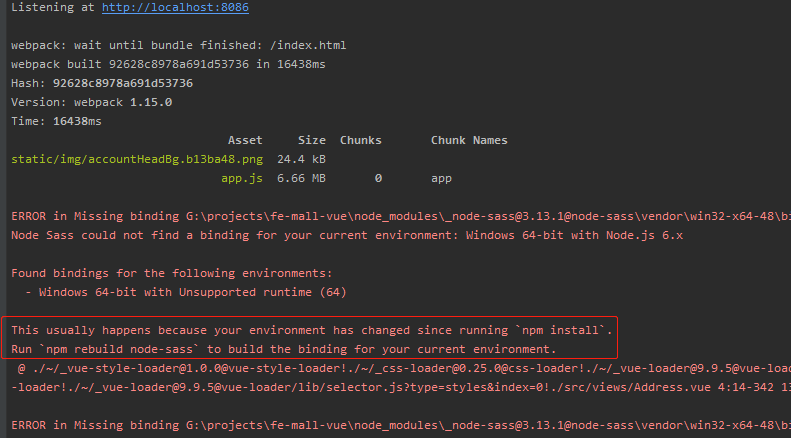 Listening at http://localhost:8086
webpack: wait until bundle finished: /index.html
webpack built 92628c8978a691d53736 in 16438ms
Hash: 92628c8978a691d53736
Version: webpack 1.15.0
Time: 16438ms
Asset Size Chunks Chunk Names
static/img/accountHeadBg.b13ba48.png 24.4 kB
app.js 6.66 MB 0 app
ERROR in Missing binding G:\projects\fe-mall-vue\node_modules\_node-sass@3.13.1@node-sass\vendor\win32-x64-48\bi
Node Sass could not find a binding for your current environment: Windows 64-bit with Node.js 6.x
Found bindings for the following environments:
- Windows 64-bit with Unsupported runtime (64)
This usually happens because your environment has changed since running `npm install`.
Run `npm rebuild node-sass` to build the binding for your current environment.
@ ./~/_vue-style-loader@1.0.0@vue-style-loader!./~/_css-loader@0.25.0@css-loader!./~/_vue-loader@9.9.5@vue-load
-loader!./~/_vue-loader@9.9.5@vue-loader/lib/selector.js?type=styles&index=0!./src/views/Address.vue 4:14-342 13
ERROR in Missing binding G:\projects\fe-mall-vue\node_modules\_node-sass@3.13.1@node-sass\vendor\win32-x64-48\bi